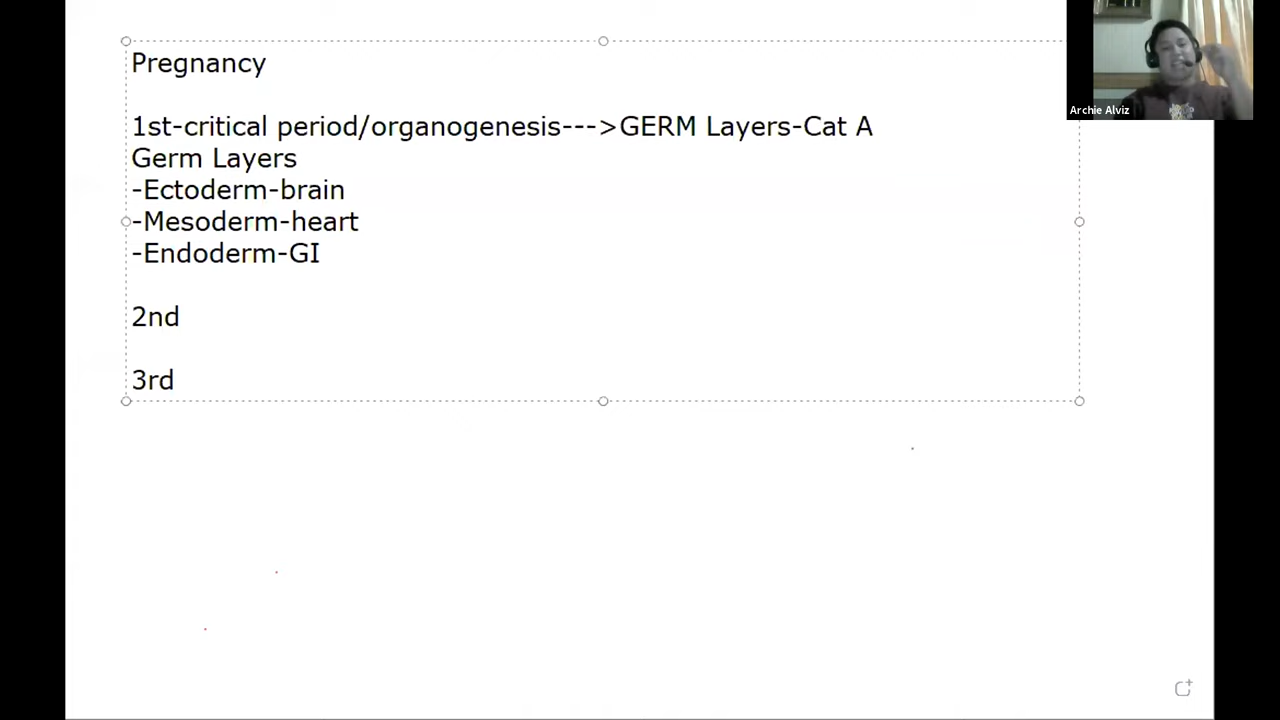 Pregnancy
1st-critical period/organogenesis--->GERM Layers-Cat A
Germ Layers
-Ectoderm-brain
-Mesoderm-heart
-Endoderm-GI
2nd
3rd
Archie Alviz